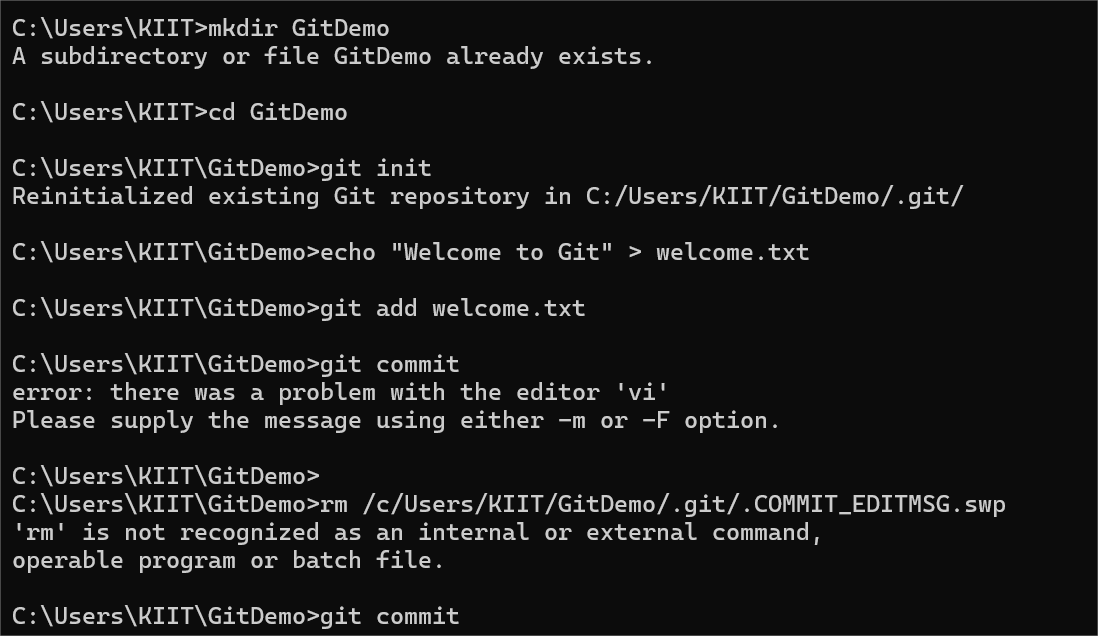 C:\Users\KIIT>mkdir GitDemo
A subdirectory or file GitDemo already exists.
C:\Users\KIIT>cd GitDemo
C:\Users\KIIT\GitDemo>git init
Reinitialized existing Git repository in C:/Users/KIIT/GitDemo/.git/
C:\Users\KIIT\GitDemo>echo "Welcome to Git" > welcome.txt
C:\Users\KIIT\GitDemo>git add welcome.txt
C:\Users\KIIT\GitDemo>git commit
error: there was a problem with the editor 'vi'
Please supply the message using either -m or -F option.
C:\Users\KIIT\GitDemo>
C:\Users\KIIT\GitDemo>rm /c/Users/KIIT/GitDemo/.git/.COMMIT_EDITMSG.swp
'rm' is not recognized as an internal or external command,
operable program or batch file.
C:\Users\KIIT\GitDemo>git commit